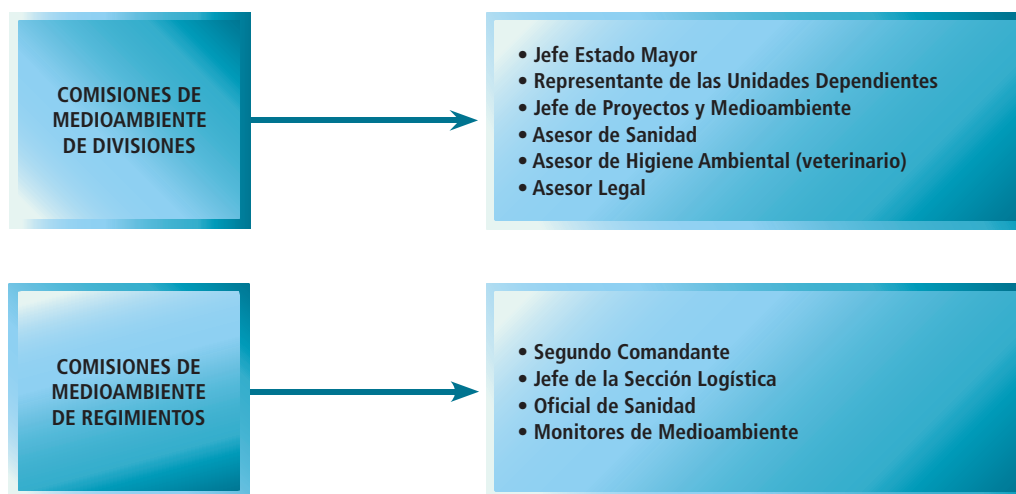 COMISIONES DE
MEDIOAMBIENTE
DE DIVISIONES
• Jefe Estado Mayor
• Representante de las Unidades Dependientes
• Jefe de Proyectos y Medioambiente
• Asesor de Sanidad
• Asesor de Higiene Ambiental (veterinario)
• Asesor Legal
COMISIONES DE
MEDIOAMBIENTE
DE REGIMIENTOS
• Segundo Comandante
• Jefe de la Sección Logística
• Oficial de Sanidad
• Monitores de Medioambiente